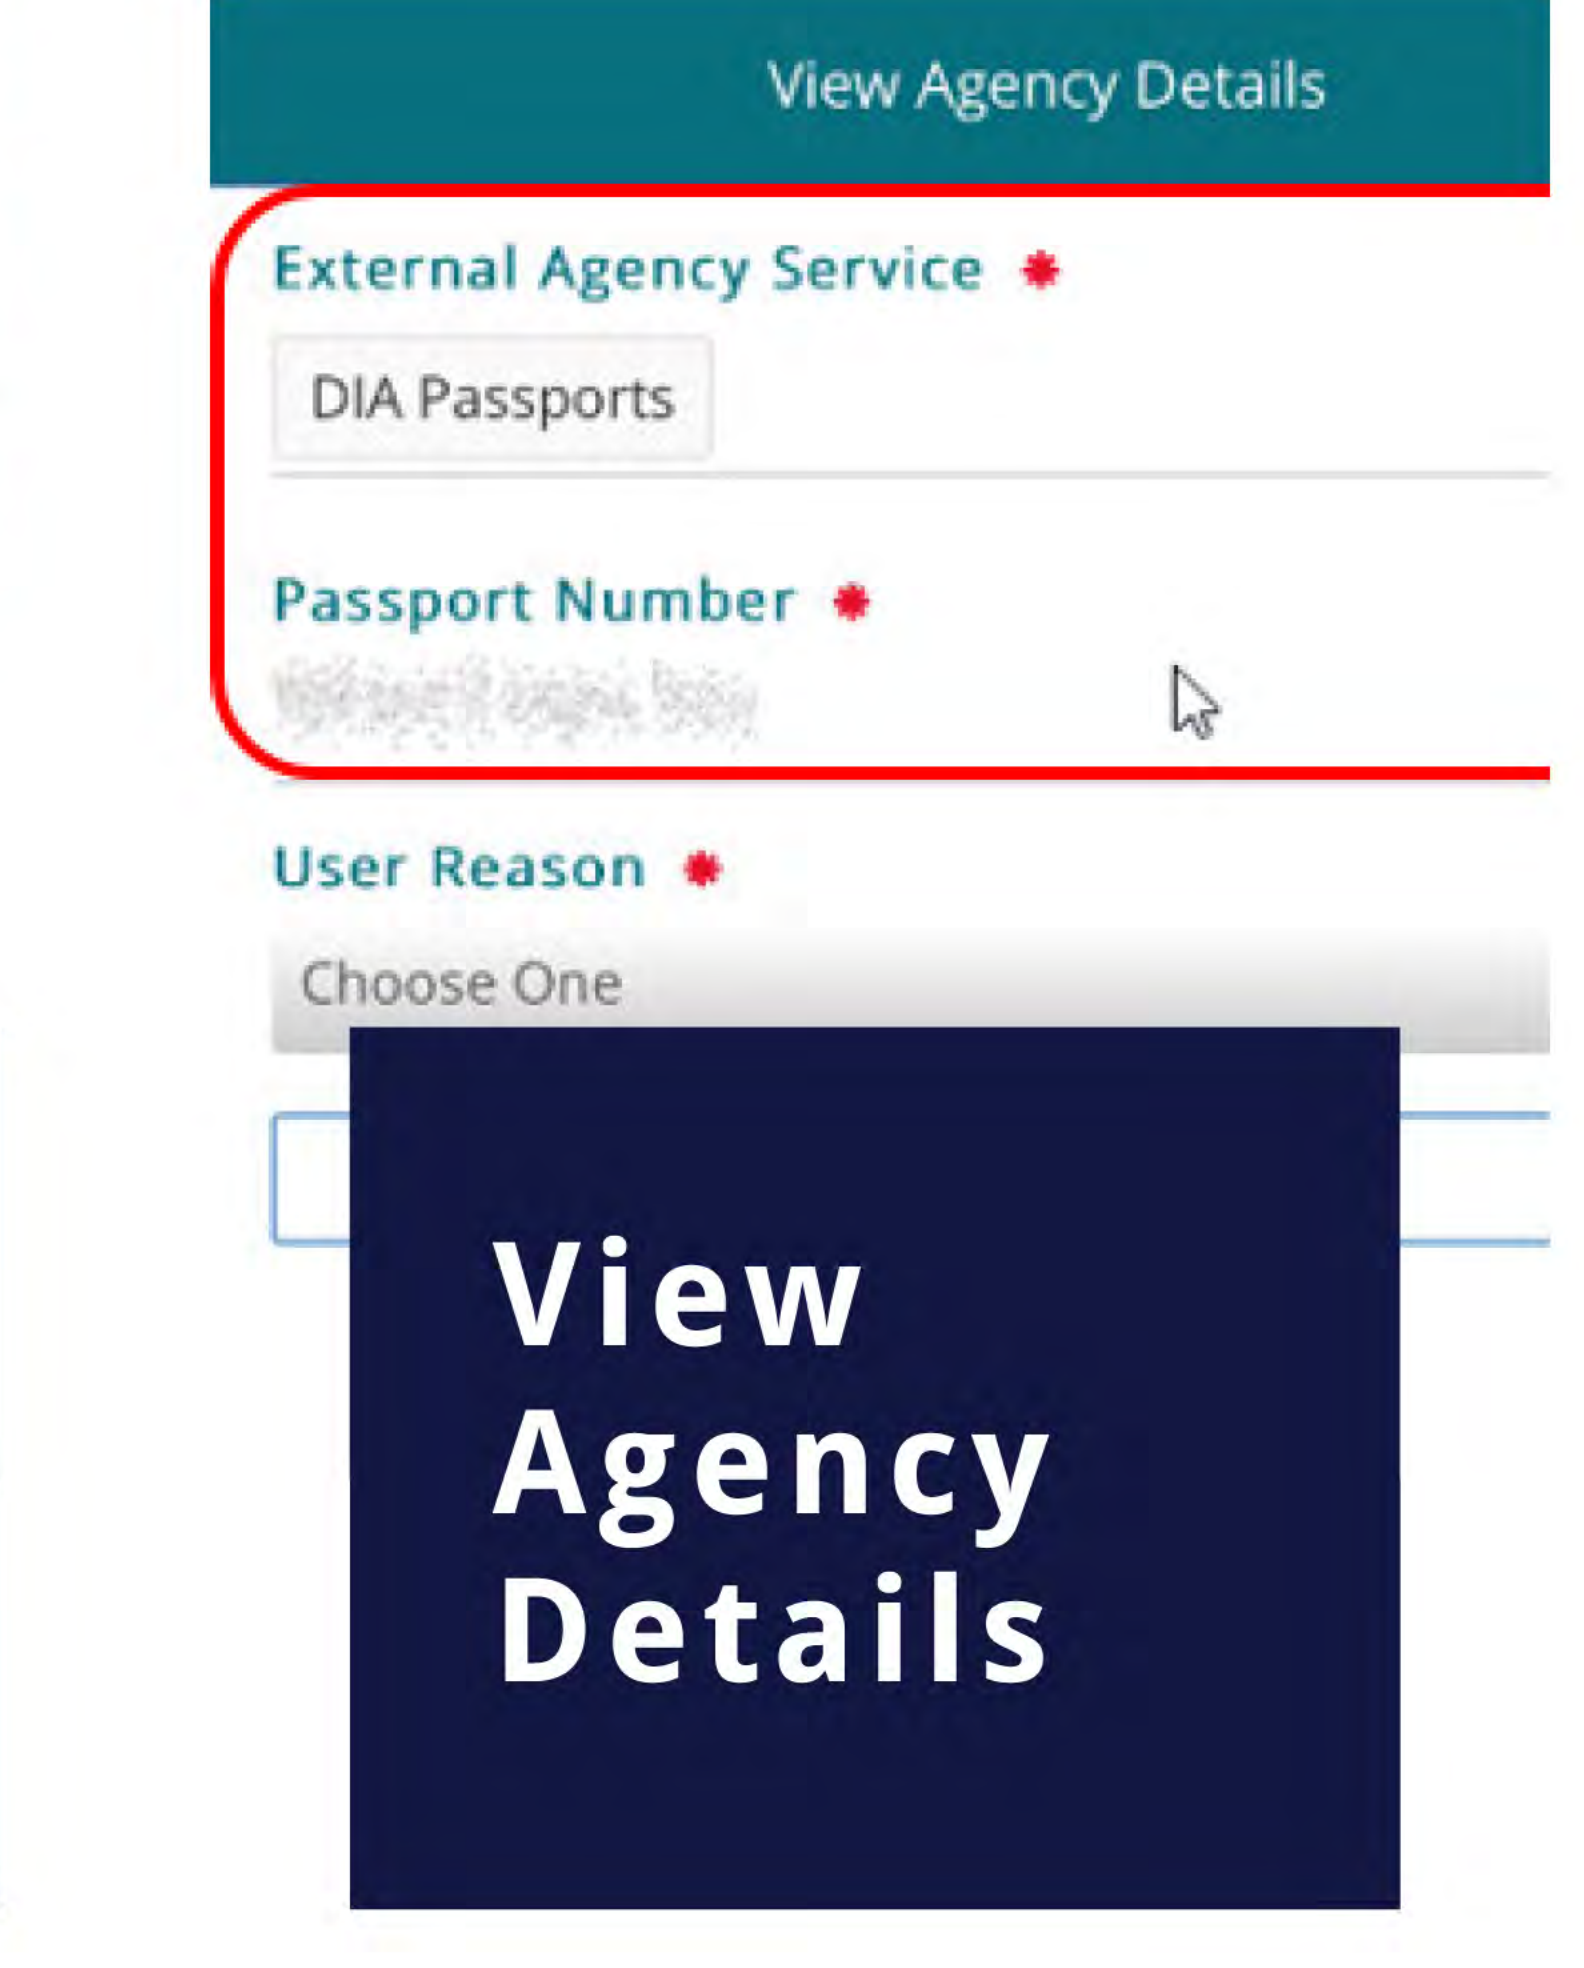 View Agency Details
External Agency Service *
DIA Passports
Passport Number *
User Reason *
Choose One
View
Agency
Details